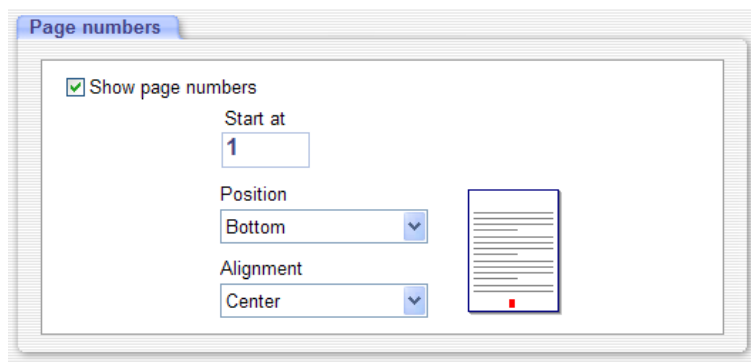 Page numbers
Show page numbers
Start at
1
Position
Bottom
Alignment
Center